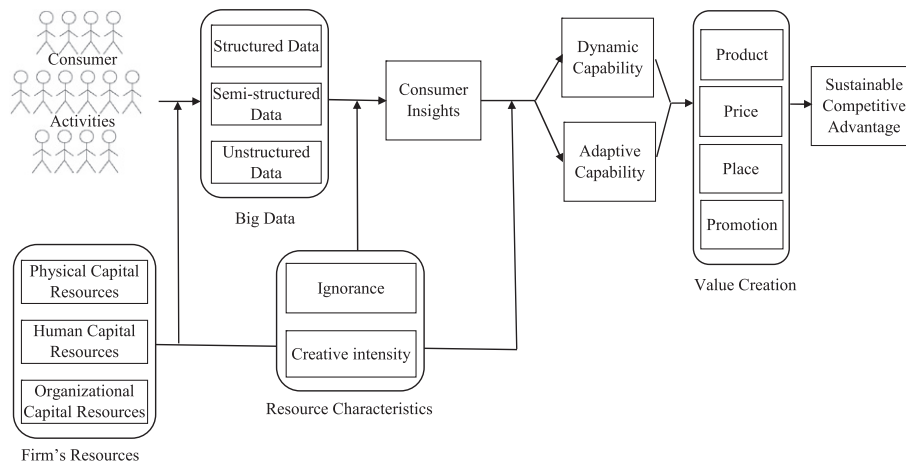 Consumer
Activities
Structured Data
Semi-structured
Data
Unstructured
Data
Big Data
Consumer
Insights
Dynamic
Capability
Adaptive
Capability
Product
Price
Place
Promotion
Value Creation
Sustainable
Competitive
Advantage
Physical Capital
Resources
Human Capital
Resources
Organizational
Capital Resources
Firm’s Resources
Ignorance
Creative intensity
Resource Characteristics